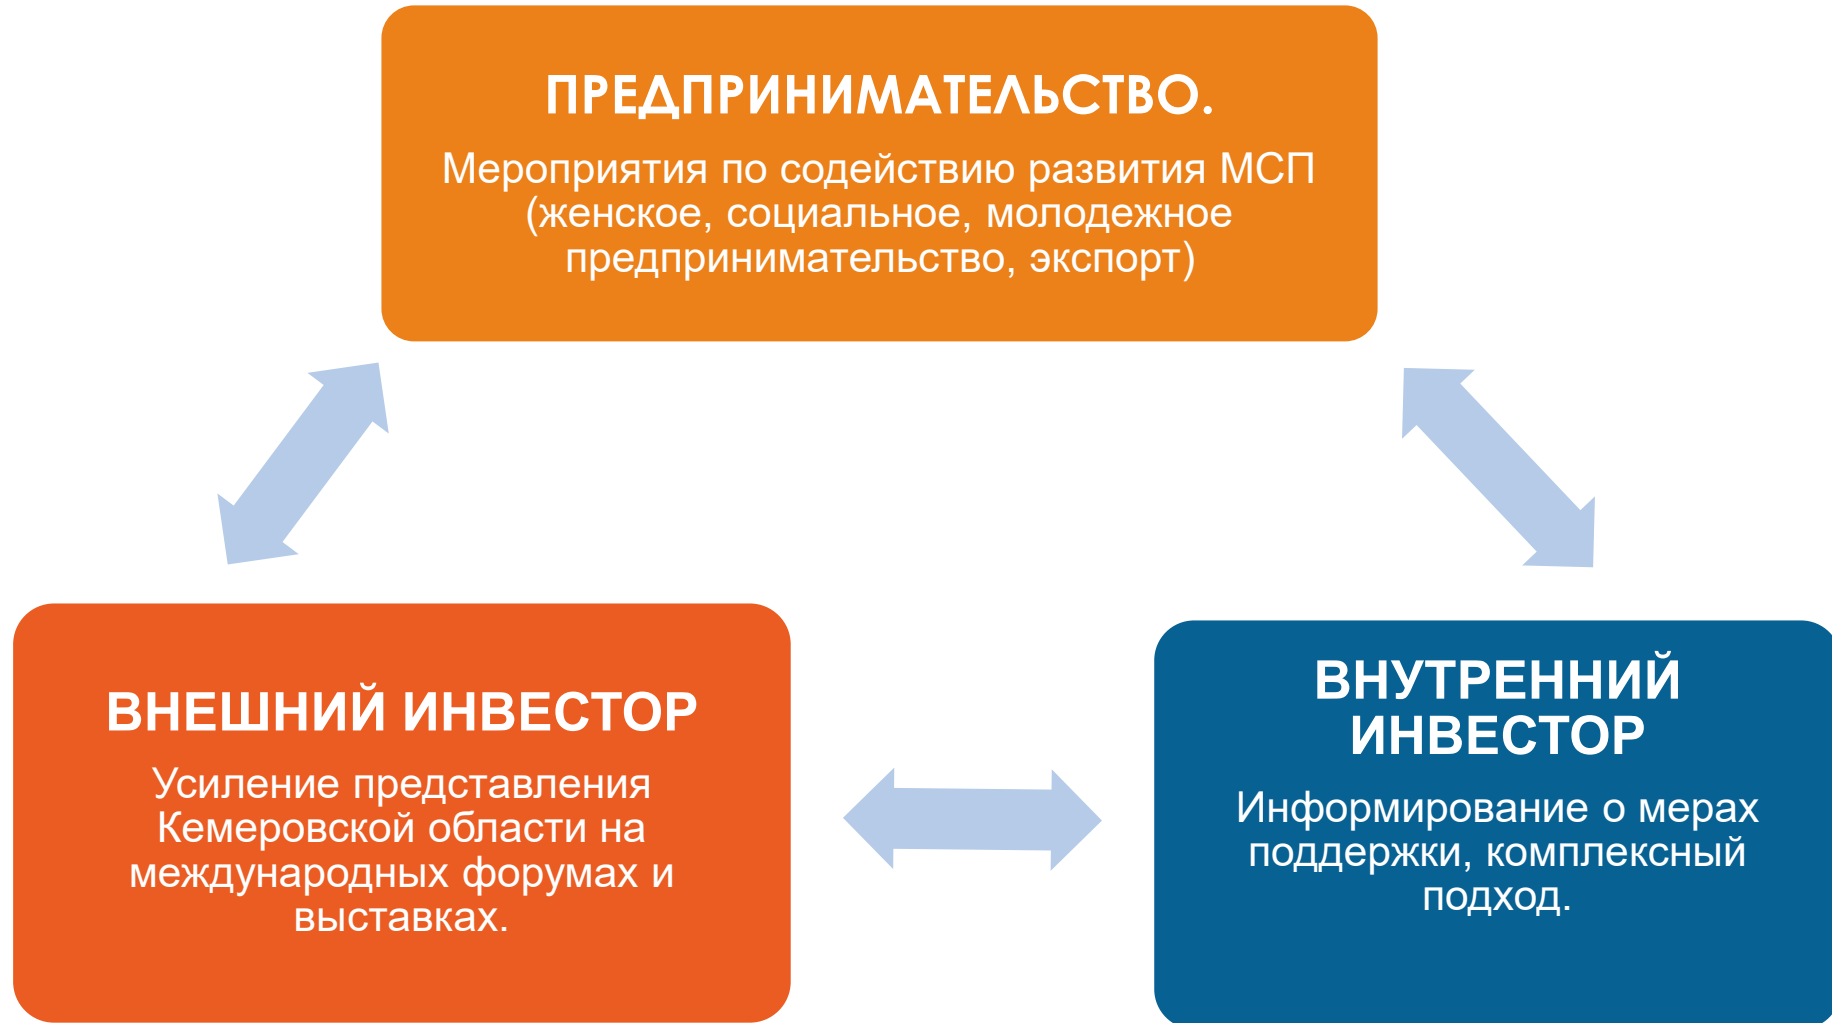 ПРЕДПРИНИМАТЕЛЬСТВО.
Мероприятия по содействию развития МСП
(женское, социальное, молодежное
предпринимательство, экспорт)
ВНЕШНИЙ ИНВЕСТОР
Усиление представления
Кемеровской области на
международных форумах и
выставках.
ВНУТРЕННИЙ
ИНВЕСТОР
Информирование о мерах
поддержки, комплексный
подход.